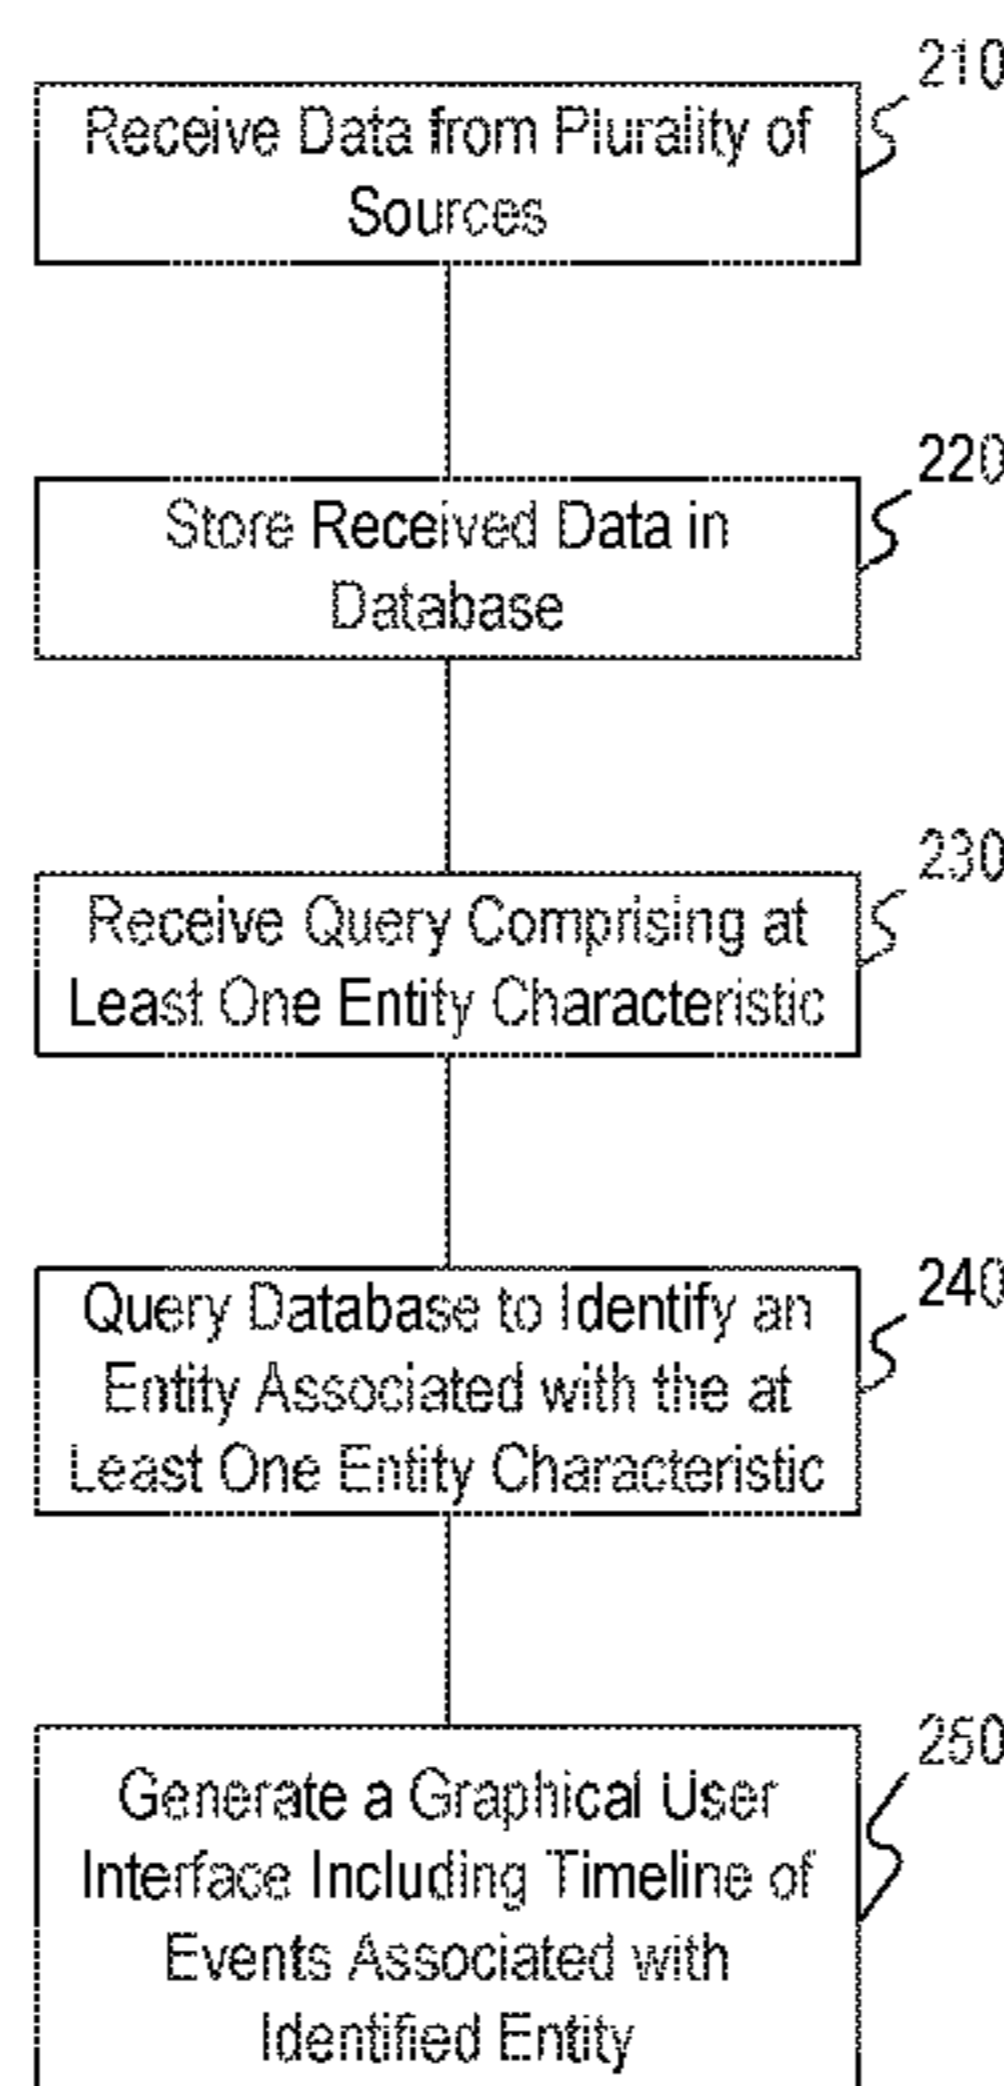 210
Receive Data from Plurality of
Sources
220
Store Received Data in
Database
230
Receive Query Comprising at
Least One Entity Characteristic
240
Query Database to Identify an
Entity Associated with the at
Least One Entity Characteristic
250
Generate a Graphical User
Interface Including Timeline of
Events Associated with
Identified Entity